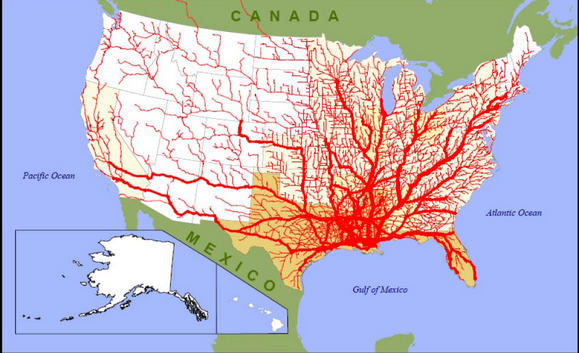 CANADA
Pacific Ocean
Atlantic Ocean
MEXICO
Gulf of Mexico